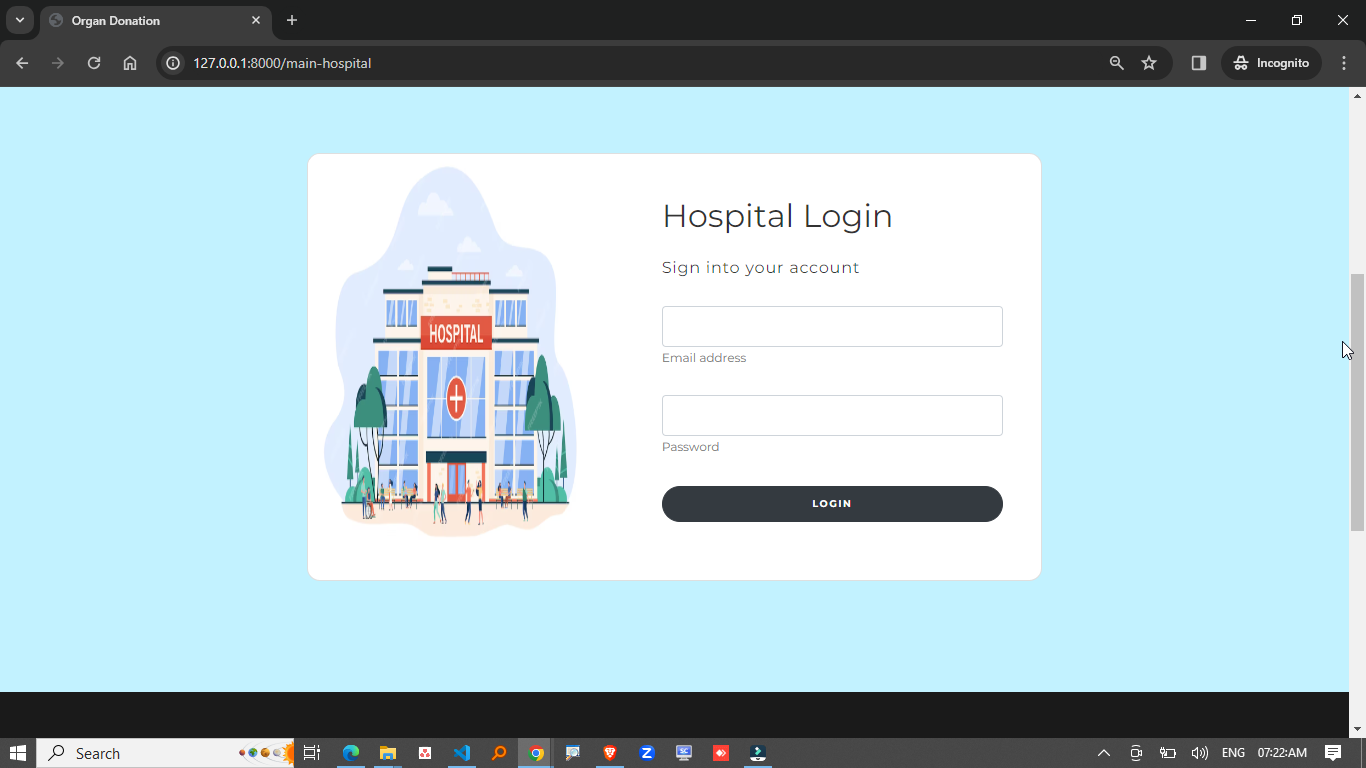 Organ Donation
127.0.0.1:8000/main-hospital
Incognito
HOSPITAL
Hospital Login
Sign into your account
Email address
Password
LOGIN
Search
ENG
07:22:AM